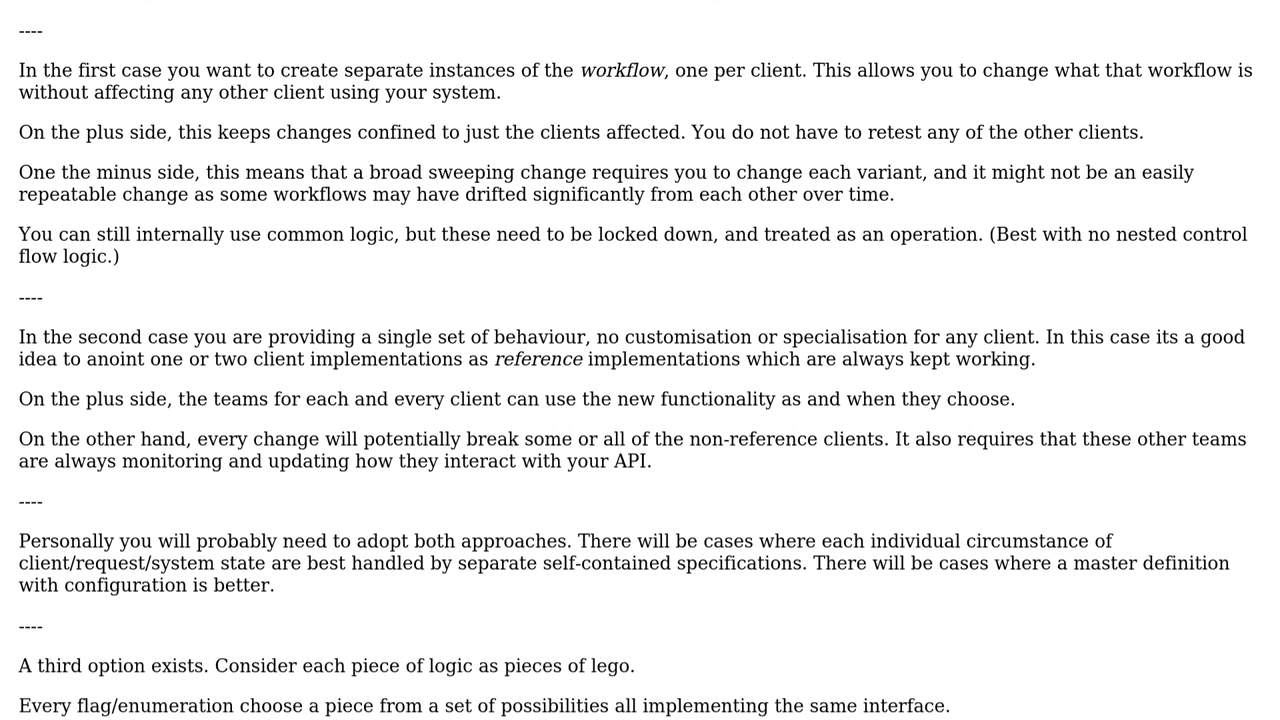 ----
In the first case you want to create separate instances of the workflow, one per client. This allows you to change what that workflow is
without affecting any other client using your system.
On the plus side, this keeps changes confined to just the clients affected. You do not have to retest any of the other clients.
One the minus side, this means that a broad sweeping change requires you to change each variant, and it might not be an easily
repeatable change as some workflows may have drifted significantly from each other over time.
You can still internally use common logic, but these need to be locked down, and treated as an operation. (Best with no nested control
flow logic.)
----
In the second case you are providing a single set of behaviour, no customisation or specialisation for any client. In this case its a good
idea to anoint one or two client implementations as reference implementations which are always kept working.
On the plus side, the teams for each and every client can use the new functionality as and when they choose.
On the other hand, every change will potentially break some or all of the non-reference clients. It also requires that these other teams
are always monitoring and updating how they interact with your API.
----
Personally you will probably need to adopt both approaches. There will be cases where each individual circumstance of
client/request/system state are best handled by separate self-contained specifications. There will be cases where a master definition
with configuration is better.
----
A third option exists. Consider each piece of logic as pieces of lego.
Every flag/enumeration choose a piece from a set of possibilities all implementing the same interface.